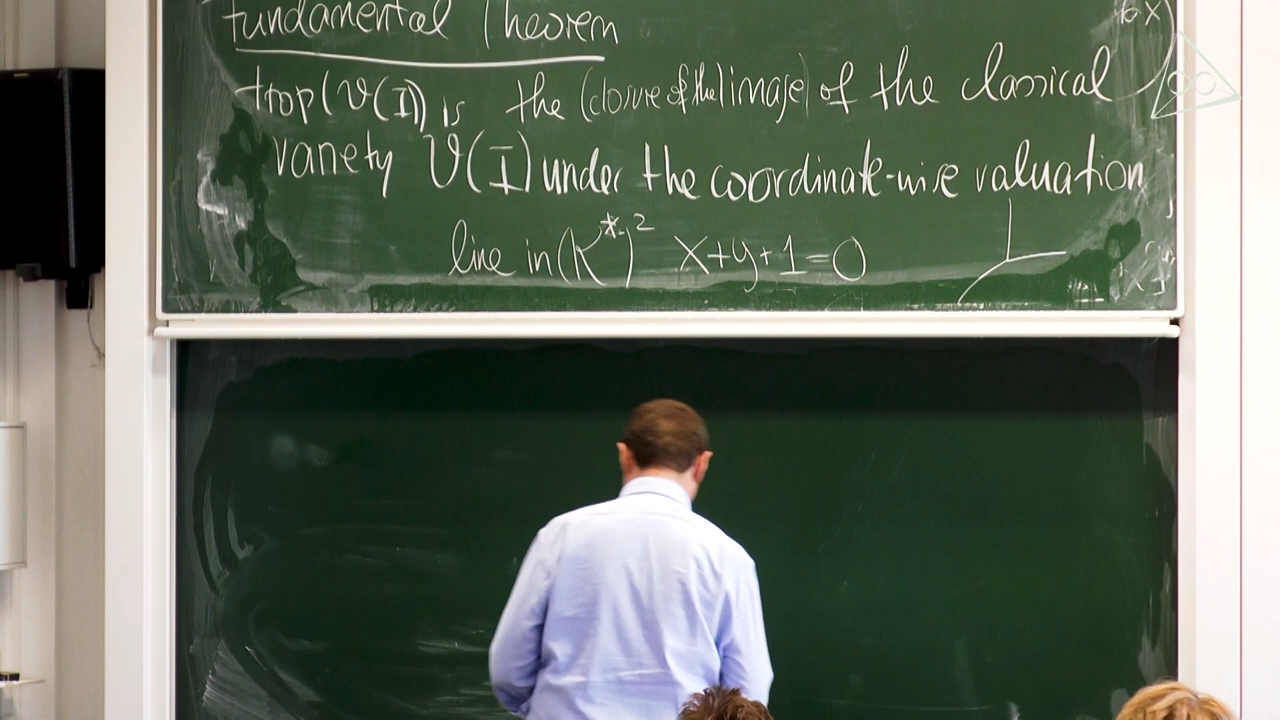 Fundamental Theorem
trop(V(I)) is the (closure of the) image of the classical
variety V(I) under the coordinate-wise valuation
line in (K*)² x+y+1=0